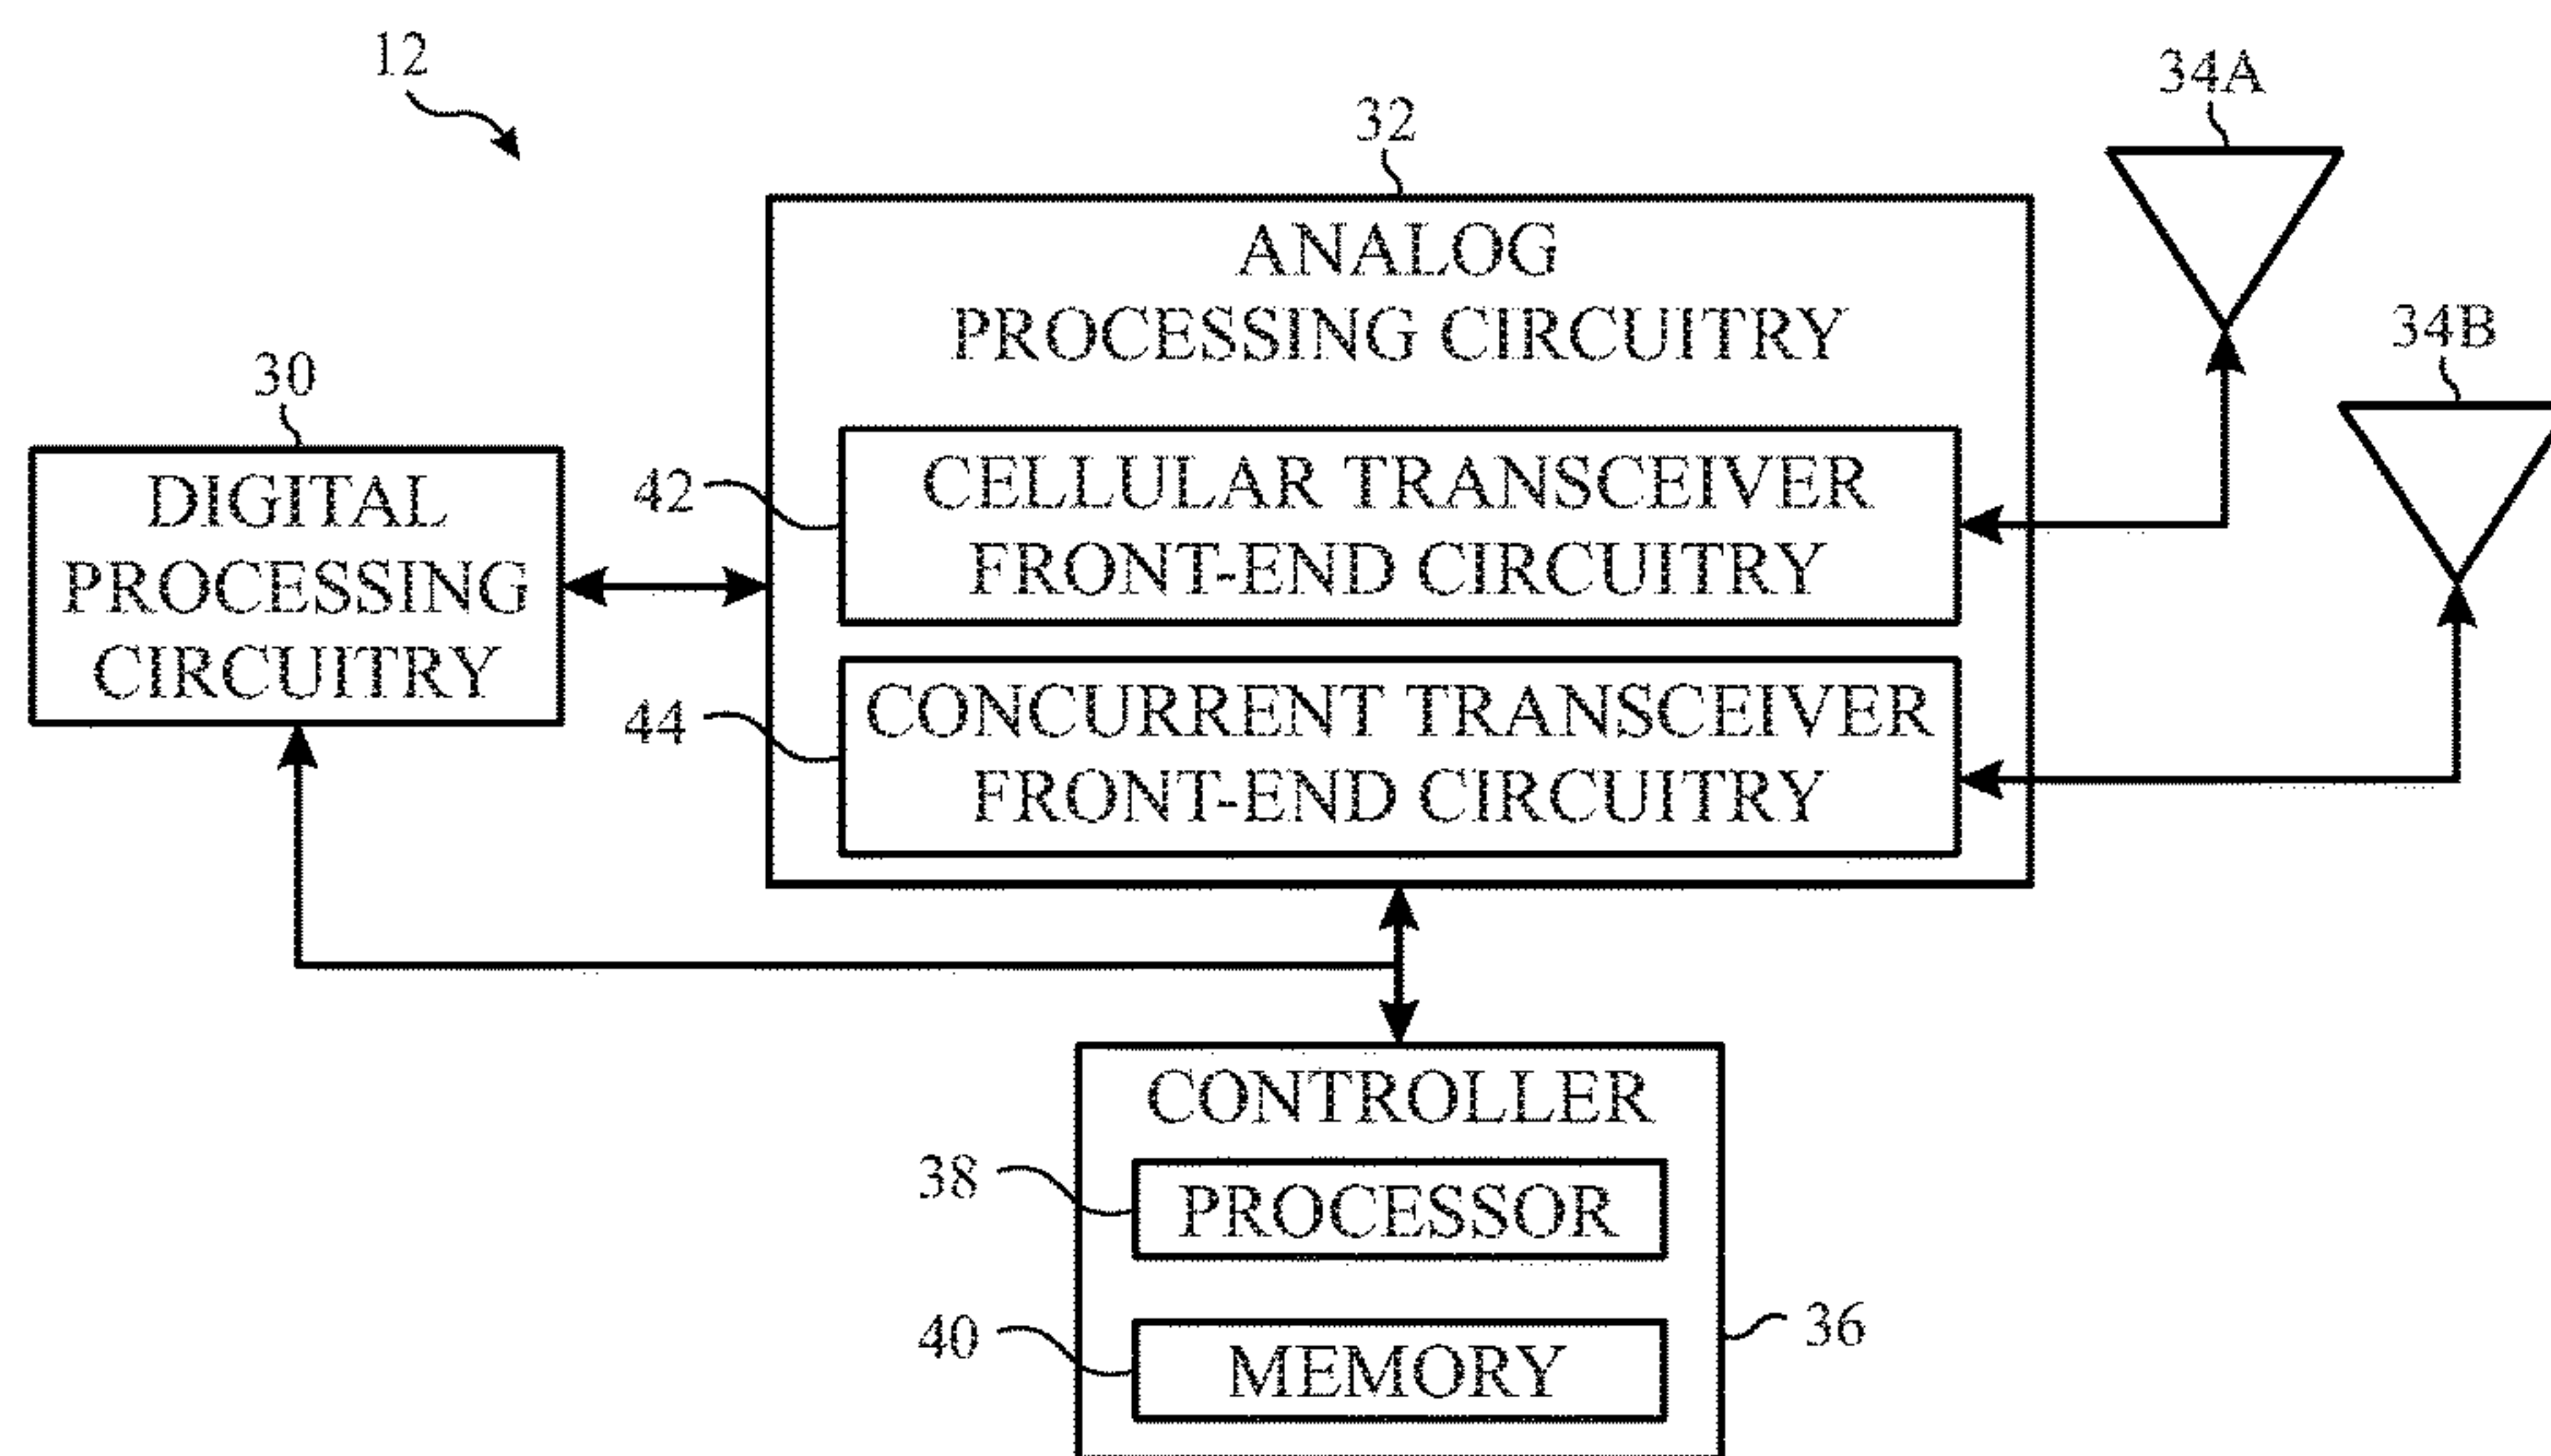 12
32
34A
ANALOG
PROCESSING CIRCUITRY
34B
30
DIGITAL
PROCESSING
CIRCUITRY
42
CELLULAR TRANSCEIVER
FRONT-END CIRCUITRY
44
CONCURRENT TRANSCEIVER
FRONT-END CIRCUITRY
CONTROLLER
38
PROCESSOR
40
MEMORY
36